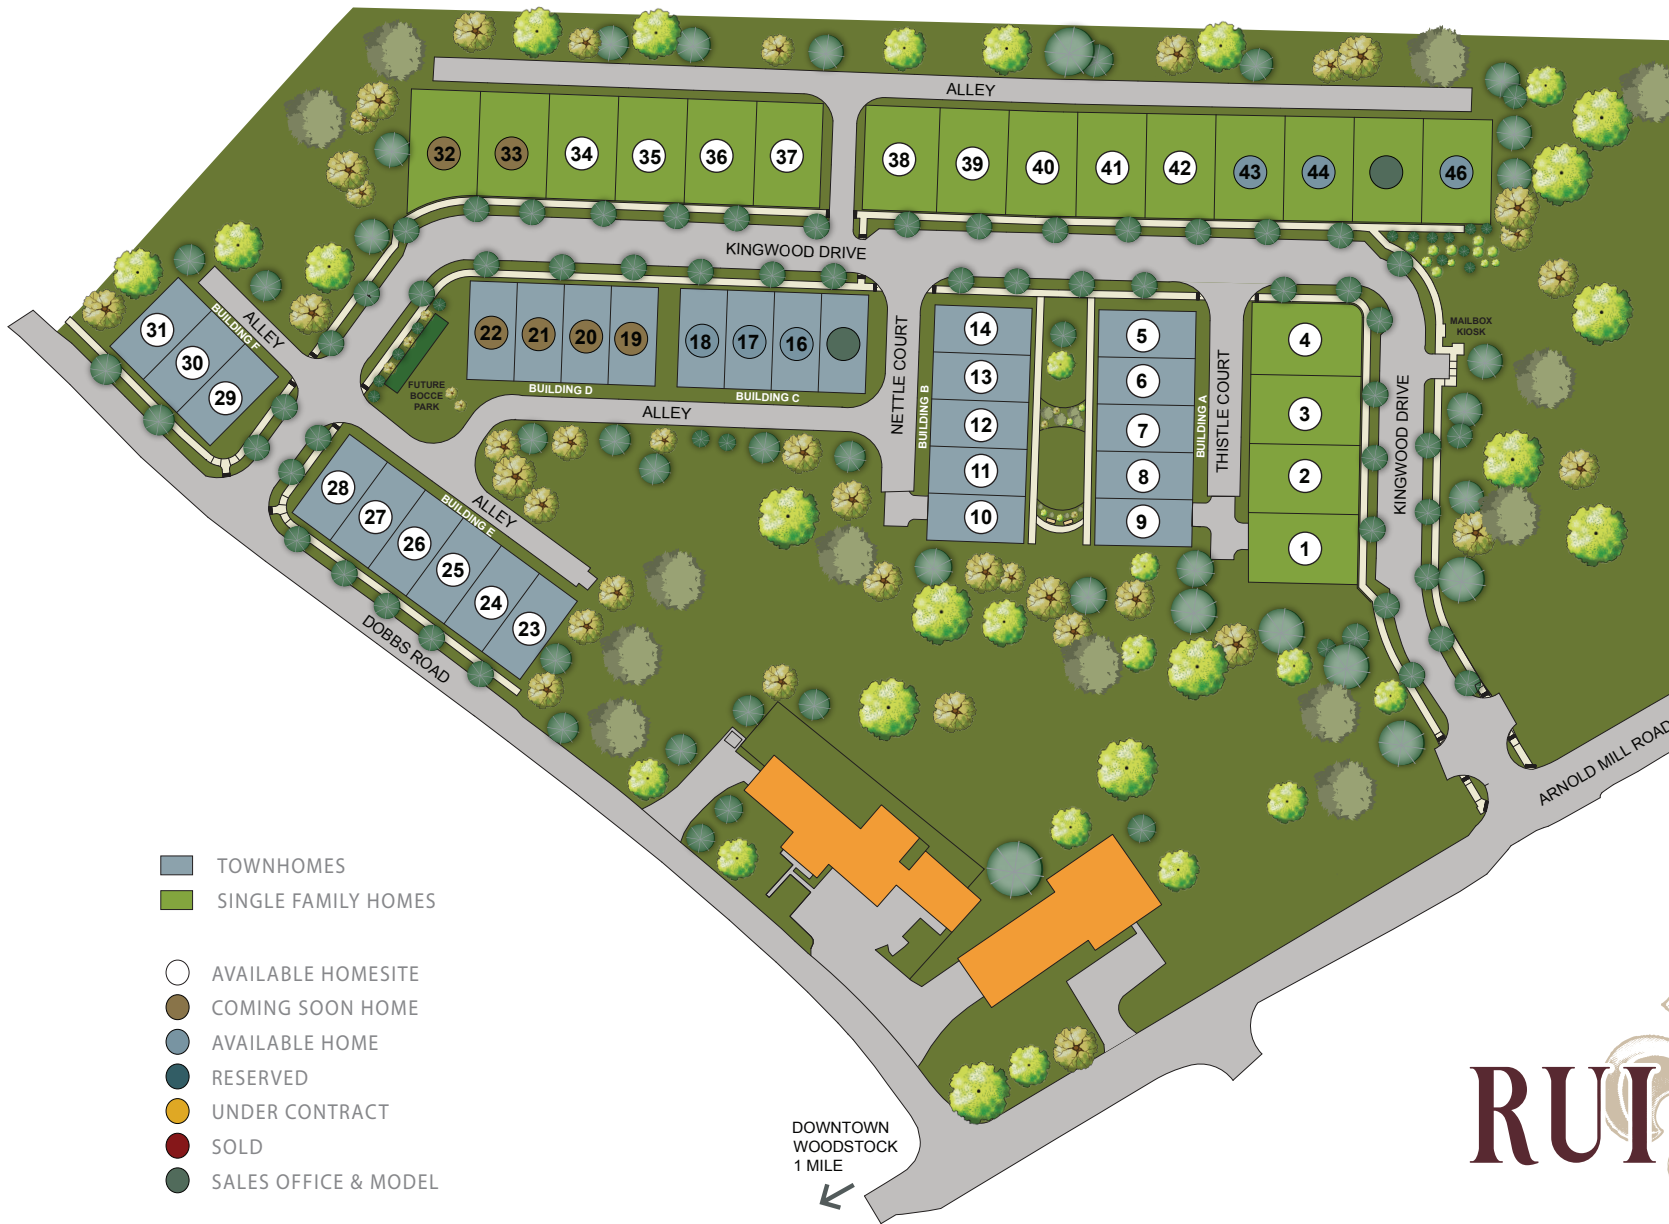 ALLEY
32
33
34
35
36
37
38
39
40
41
42
43
44
46
KINGWOOD DRIVE
31
30
29
BUILDING F
ALLEY
22
21
20
19
BUILDING D
18
17
16
BUILDING C
ALLEY
FUTURE
BOCCE
PARK
NETTLE COURT
BUILDING B
14
13
12
11
10
5
6
7
8
9
BUILDING A
THISTLE COURT
4
3
2
1
KINGWOOD DRIVE
MAILBOX
KIOSK
28
27
26
25
24
23
BUILDING E
ALLEY
DOBBS ROAD
ARNOLD MILL ROAD
TOWNHOMES
SINGLE FAMILY HOMES
AVAILABLE HOMESITE
COMING SOON HOME
AVAILABLE HOME
RESERVED
UNDER CONTRACT
SOLD
SALES OFFICE & MODEL
DOWNTOWN
WOODSTOCK
1 MILE
RUI